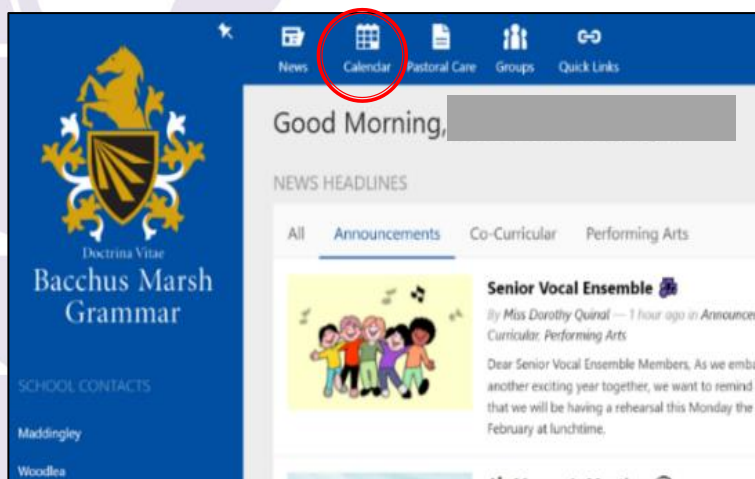 News
Calendar
Pastoral Care
Groups
Quick Links
Doctrina Vitae
Bacchus Marsh
Grammar
SCHOOL CONTACTS
Maddingley
Woodlea
Good Morning,
NEWS HEADLINES
All Announcements Co-Curricular Performing Arts
Senior Vocal Ensemble
By Miss Dorothy Quinal — 1 hour ago in
Curricular, Performing Arts
Dear Senior Vocal Ensemble Members, As we
another exciting year together, we want to remind
that we will be having a rehearsal this Monday the
February at lunchtime.